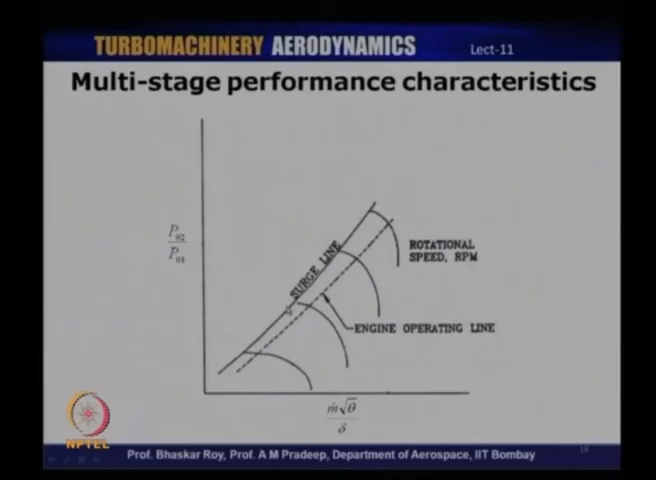 TURBOMACHINERY AERODYNAMICS
Lect-11
Multi-stage performance characteristics
P02
P01
SURGE LINE
ROTATIONAL
SPEED, RPM
ENGINE OPERATING LINE
ṁ√θ
δ
NPTEL
Prof. Bhaskar Roy, Prof. A M Pradeep, Department of Aerospace, IIT Bombay